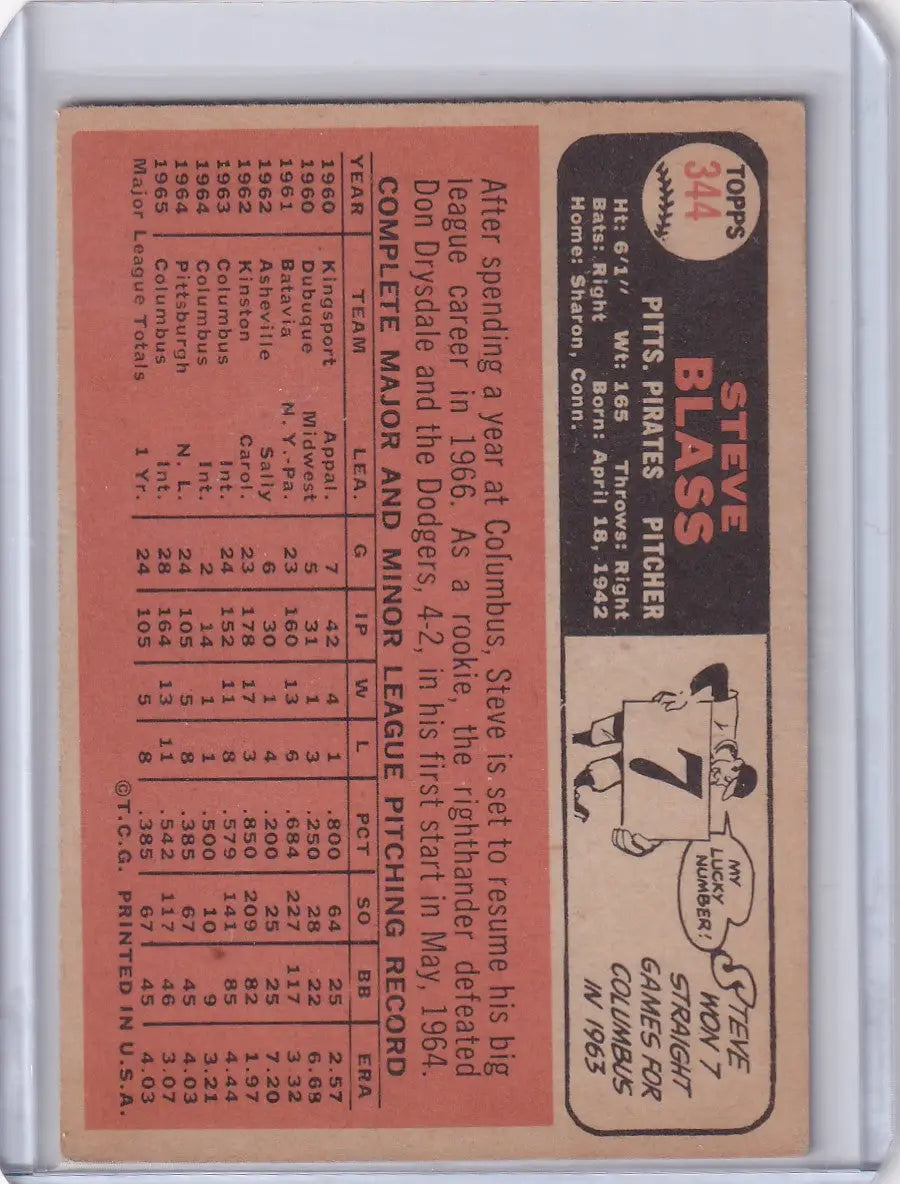 TOPPS
344
STEVE
BLASS
PITTS. PIRATES PITCHER
Ht: 6'1" Wt: 165 Throws: Right
Bats: Right Born: April 18, 1942
Home: Sharon, Conn.
7
MY
LUCKY
NUMBER!
STEVE
WON 7
STRAIGHT
GAMES FOR
COLUMBUS
IN 1963
After spending a year at Columbus, Steve is set to resume his big
league career in 1966. As a rookie, the righthander defeated
Don Drysdale and the Dodgers, 4-2, in his first start in May, 1964.
COMPLETE MAJOR AND MINOR LEAGUE PITCHING RECORD
YEAR TEAM LEA. G IP W L PCT SO BB ERA
1960 Kingsport Appal. 7 42 4 1 .800 64 25 2.57
1960 Dubuque Midwest 5 31 1 3 .250 28 22 6.68
1961 Batavia N. Y.-Pa. 23 160 13 6 .684 227 117 3.32
1962 Asheville Sally 6 30 1 4 .200 25 25 7.20
1962 Kinston Carol. 23 178 17 3 .850 209 82 1.97
1963 Columbus Int. 24 152 11 8 .579 141 85 4.44
1964 Columbus Int. 2 14 1 1 .500 10 9 3.21
1964 Pittsburgh N. L. 24 105 5 8 .385 67 45 4.03
1965 Columbus Int. 28 164 13 11 .542 117 46 3.07
Major League Totals 1 Yr. 24 105 5 8 .385 67 45 4.03
©T.C.G. PRINTED IN U.S.A.